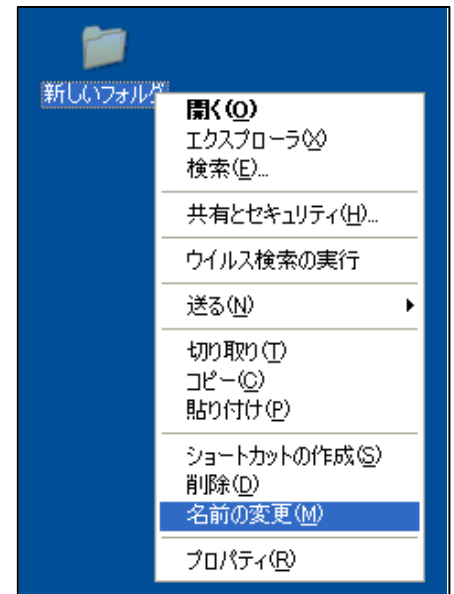 新しいフォルダ
開く(O)
エクスプローラ(X)
検索(E)...
共有とセキュリティ(H)...
ウイルス検索の実行
送る(N)
切り取り(T)
コピー(C)
貼り付け(P)
ショートカットの作成(S)
削除(D)
名前の変更(M)
プロパティ(R)